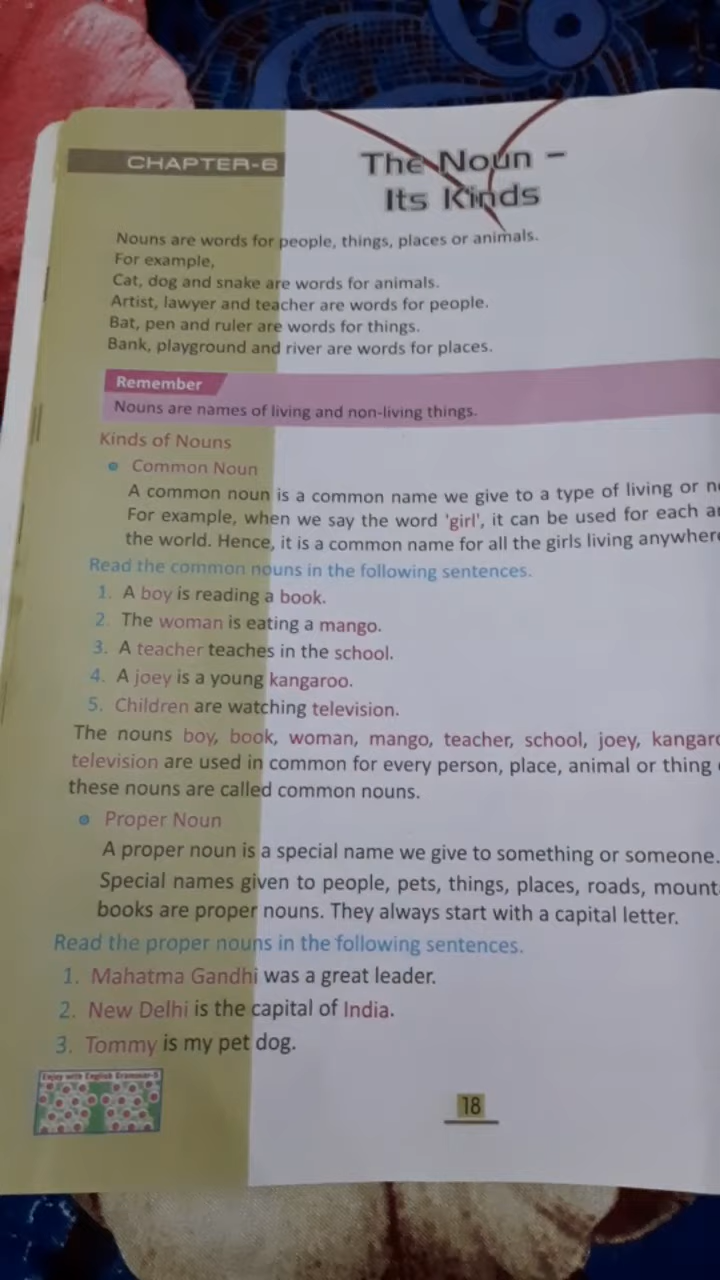 CHAPTER-6
The Noun –
Its Kinds
Nouns are words for people, things, places or animals.
For example,
Cat, dog and snake are words for animals.
Artist, lawyer and teacher are words for people.
Bat, pen and ruler are words for things.
Bank, playground and river are words for places.
Remember
Nouns are names of living and non-living things.
Kinds of Nouns
Common Noun
A common noun is a common name we give to a type of living or
For example, when we say the word 'girl', it can be used for each
the world. Hence, it is a common name for all the girls living
Read the common nouns in the following sentences.
1. A boy is reading a book.
2. The woman is eating a mango.
3. A teacher teaches in the school.
4. A joey is a young kangaroo.
5. Children are watching television.
The nouns boy, book, woman, mango, teacher, school, joey,
television are used in common for every person, place, animal or thing
these nouns are called common nouns.
Proper Noun
A proper noun is a special name we give to something or someone.
Special names given to people, pets, things, places, roads,
books are proper nouns. They always start with a capital letter.
Read the proper nouns in the following sentences.
1. Mahatma Gandhi was a great leader.
2. New Delhi is the capital of India.
3. Tommy is my pet dog.
Enjoy with English Grammar-5
18